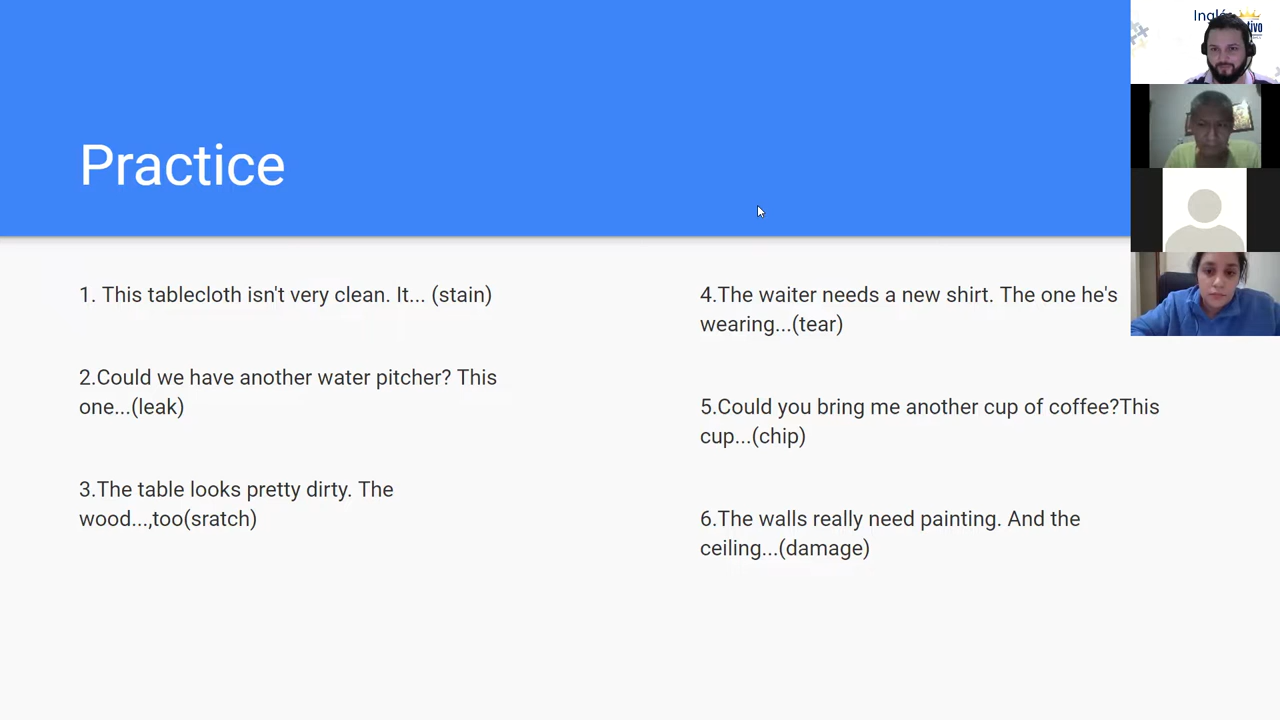 Practice
1. This tablecloth isn't very clean. It... (stain)
2.Could we have another water pitcher? This
one...(leak)
3.The table looks pretty dirty. The
wood...,too(sratch)
4.The waiter needs a new shirt. The one he's
wearing...(tear)
5.Could you bring me another cup of coffee?This
cup...(chip)
6.The walls really need painting. And the
ceiling...(damage)